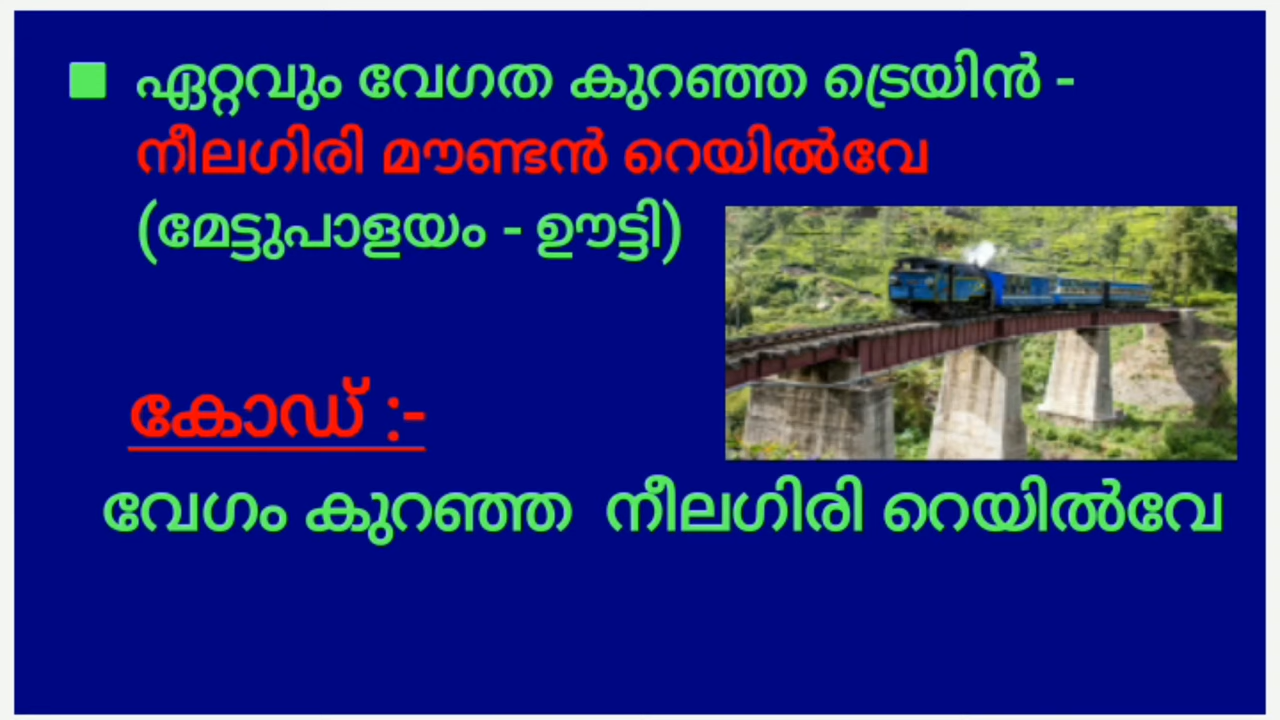 ഏറ്റവും വേഗത കുറഞ്ഞ ട്രെയിൻ -
നീലഗിരി മൗണ്ടൻ റെയിൽവേ
(മേട്ടുപാളയം - ഊട്ടി)
കോഡ് :-
വേഗം കുറഞ്ഞ നീലഗിരി റെയിൽവേ